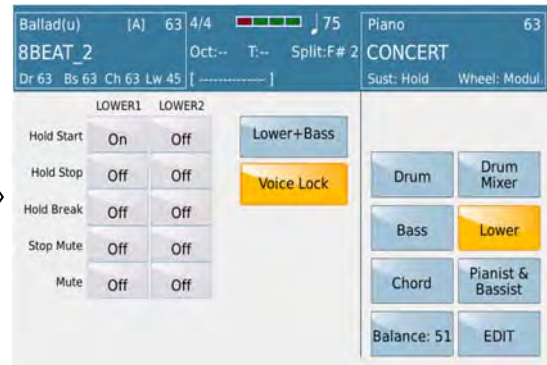 Ballad(u) [A] 63 4/4 75 Piano 63
8BEAT_2 Oct:-- T:-- Split:F# 2 CONCERT
Dr 63 Bs 63 Ch 63 Lw 45 [ -------------- ] Sust: Hold Wheel: Modul.
LOWER1 LOWER2
Hold Start On Off
Hold Stop Off Off
Hold Break Off Off
Stop Mute Off Off
Mute Off Off
Lower+Bass
Voice Lock
Drum
Drum
Mixer
Bass
Lower
Chord
Pianist &
Bassist
Balance: 51
EDIT